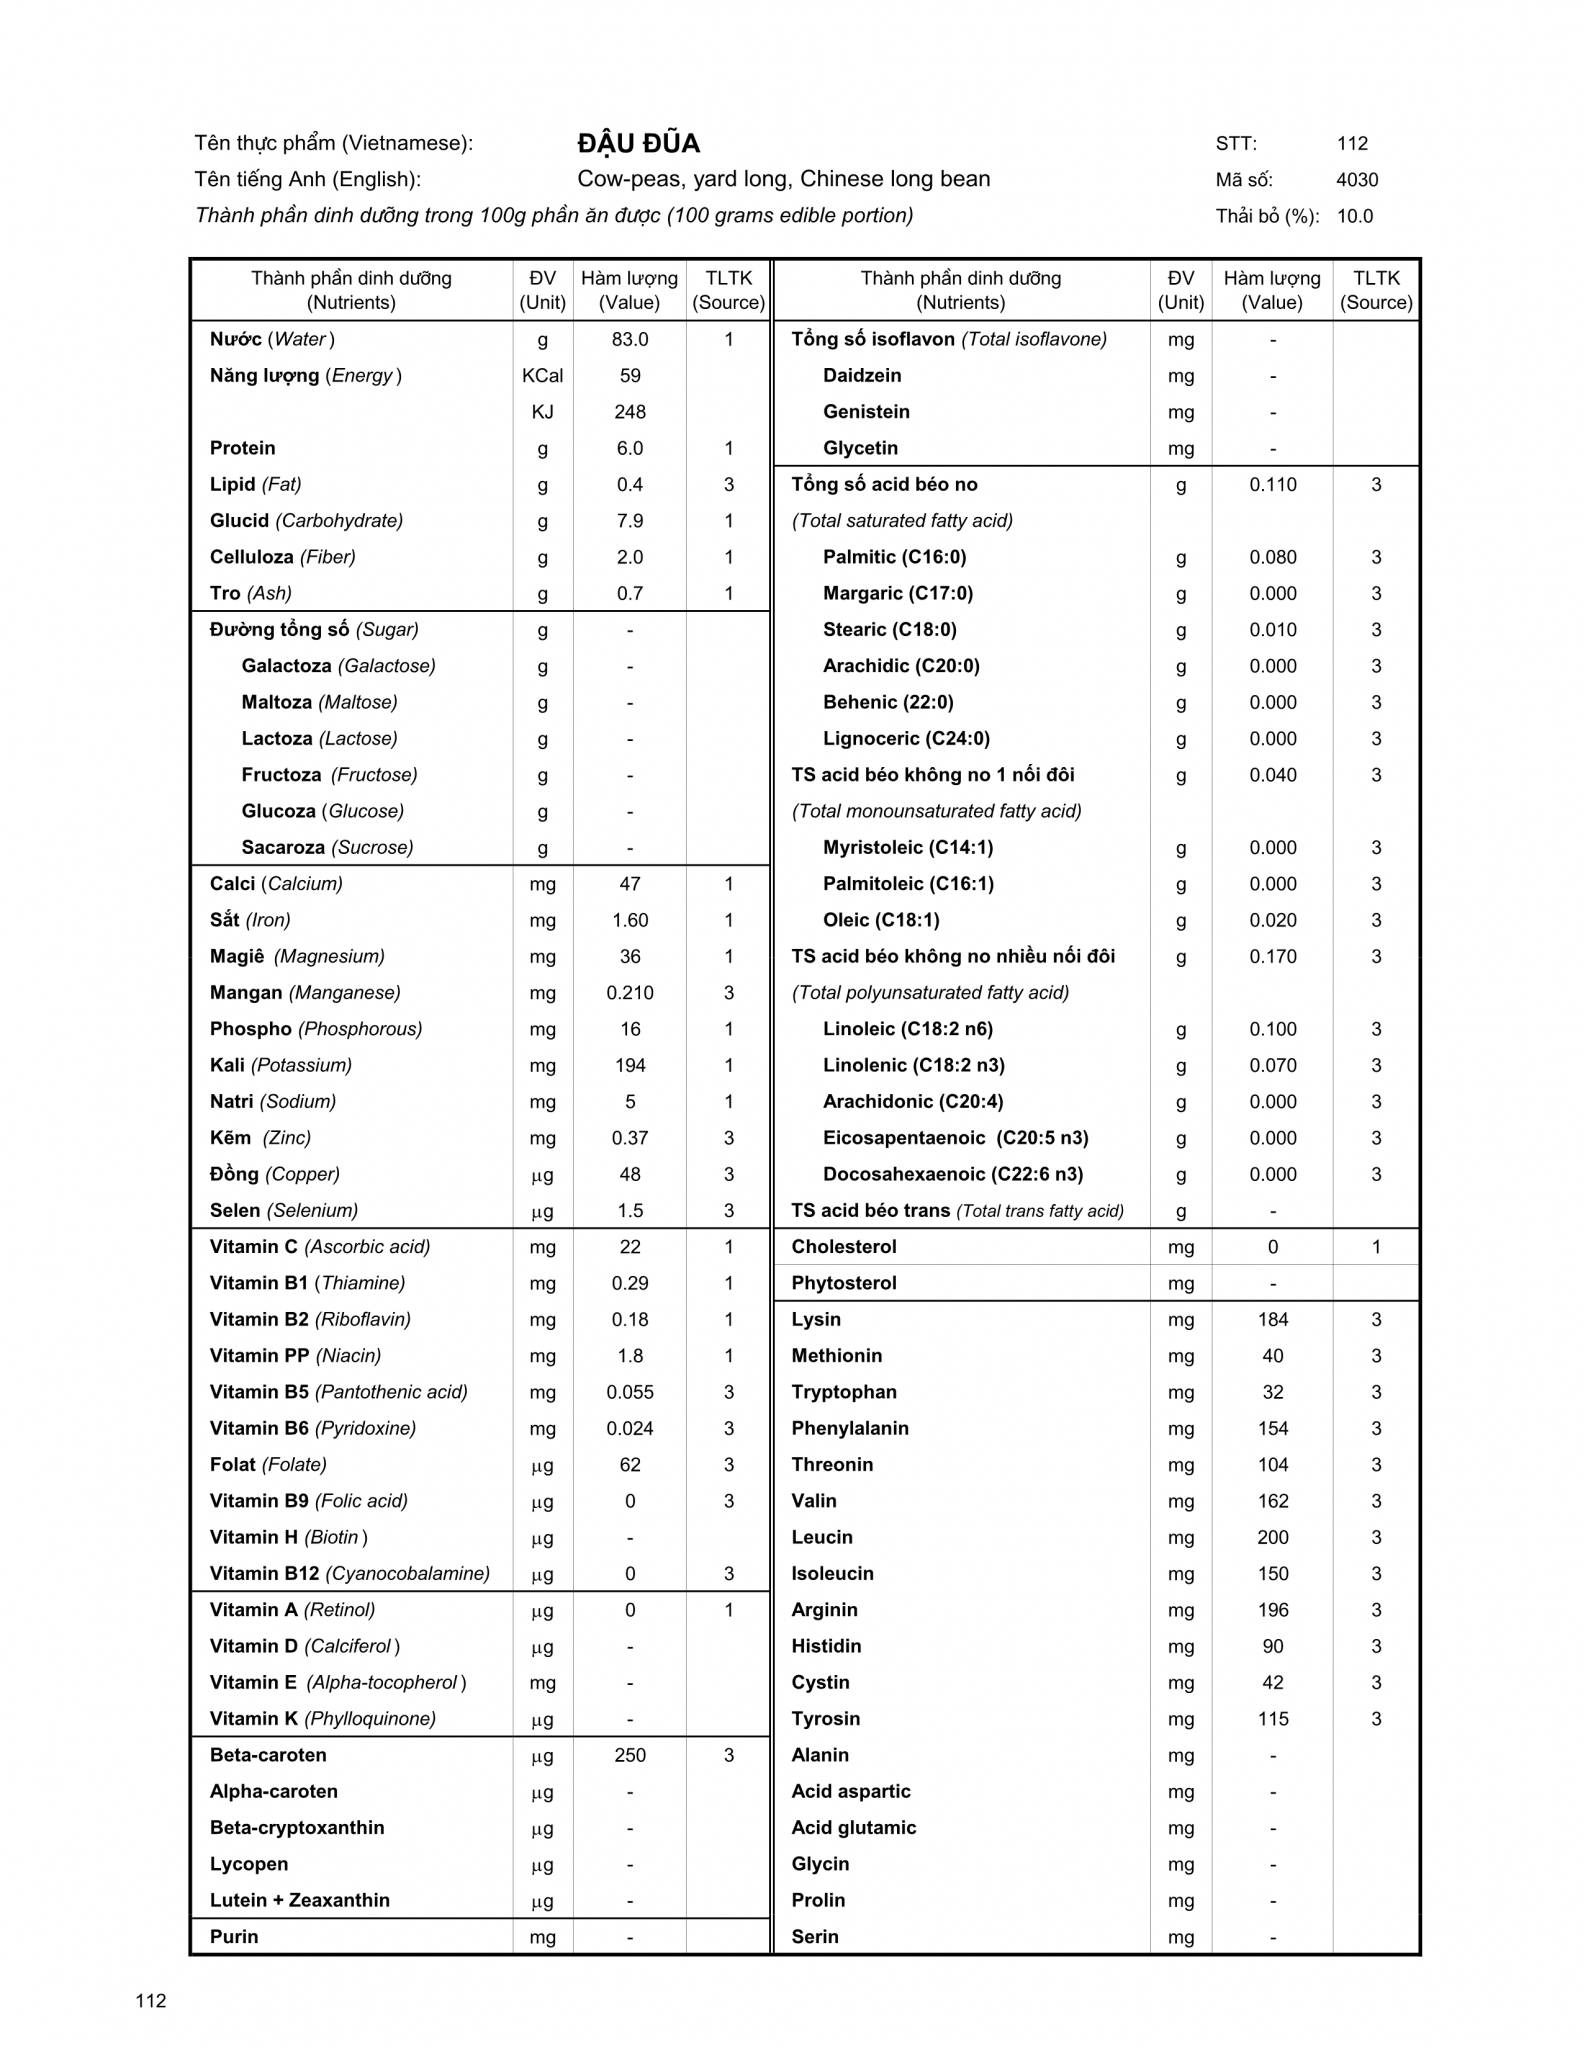 Tên thực phẩm (Vietnamese): ĐẬU ĐŨA STT: 112
Tên tiếng Anh (English): Cow-peas, yard long, Chinese long bean Mã số: 4030
Thành phần dinh dưỡng trong 100g phần ăn được (100 grams edible portion) Thải bỏ (%): 10.0
Thành phần dinh dưỡng ĐV Hàm lượng TLTK
(Nutrients) (Unit) (Value) (Source)
Nước (Water) g 83.0 1
Năng lượng (Energy) KCal 59
KJ 248
Protein g 6.0 1
Lipid (Fat) g 0.4 3
Glucid (Carbohydrate) g 7.9 1
Celluloza (Fiber) g 2.0 1
Tro (Ash) g 0.7 1
Đường tổng số (Sugar) g -
Galactoza (Galactose) g -
Maltoza (Maltose) g -
Lactoza (Lactose) g -
Fructoza (Fructose) g -
Glucoza (Glucose) g -
Sacaroza (Sucrose) g -
Calci (Calcium) mg 47 1
Sắt (Iron) mg 1.60 1
Magiê (Magnesium) mg 36 1
Mangan (Manganese) mg 0.210 3
Phospho (Phosphorous) mg 16 1
Kali (Potassium) mg 194 1
Natri (Sodium) mg 5 1
Kẽm (Zinc) mg 0.37 3
Đồng (Copper) µg 48 3
Selen (Selenium) µg 1.5 3
Vitamin C (Ascorbic acid) mg 22 1
Vitamin B1 (Thiamine) mg 0.29 1
Vitamin B2 (Riboflavin) mg 0.18 1
Vitamin PP (Niacin) mg 1.8 1
Vitamin B5 (Pantothenic acid) mg 0.055 3
Vitamin B6 (Pyridoxine) mg 0.024 3
Folat (Folate) µg 62 3
Vitamin B9 (Folic acid) µg 0 3
Vitamin H (Biotin) µg -
Vitamin B12 (Cyanocobalamine) µg 0 3
Vitamin A (Retinol) µg 0 1
Vitamin D (Calciferol) µg -
Vitamin E (Alpha-tocopherol) mg -
Vitamin K (Phylloquinone) µg -
Beta-caroten µg 250 3
Alpha-caroten µg -
Beta-cryptoxanthin µg -
Lycopen µg -
Lutein + Zeaxanthin µg -
Purin mg -
Thành phần dinh dưỡng ĐV Hàm lượng TLTK
(Nutrients) (Unit) (Value) (Source)
Tổng số isoflavon (Total isoflavone) mg -
Daidzein mg -
Genistein mg -
Glycetin mg -
Tổng số acid béo no g 0.110 3
(Total saturated fatty acid)
Palmitic (C16:0) g 0.080 3
Margaric (C17:0) g 0.000 3
Stearic (C18:0) g 0.010 3
Arachidic (C20:0) g 0.000 3
Behenic (22:0) g 0.000 3
Lignoceric (C24:0) g 0.000 3
TS acid béo không no 1 nối đôi g 0.040 3
(Total monounsaturated fatty acid)
Myristoleic (C14:1) g 0.000 3
Palmitoleic (C16:1) g 0.000 3
Oleic (C18:1) g 0.020 3
TS acid béo không no nhiều nối đôi g 0.170 3
(Total polyunsaturated fatty acid)
Linoleic (C18:2 n6) g 0.100 3
Linolenic (C18:2 n3) g 0.070 3
Arachidonic (C20:4) g 0.000 3
Eicosapentaenoic (C20:5 n3) g 0.000 3
Docosahexaenoic (C22:6 n3) g 0.000 3
TS acid béo trans (Total trans fatty acid) g -
Cholesterol mg 0 1
Phytosterol mg -
Lysin mg 184 3
Methionin mg 40 3
Tryptophan mg 32 3
Phenylalanin mg 154 3
Threonin mg 104 3
Valin mg 162 3
Leucin mg 200 3
Isoleucin mg 150 3
Arginin mg 196 3
Histidin mg 90 3
Cystin mg 42 3
Tyrosin mg 115 3
Alanin mg -
Acid aspartic mg -
Acid glutamic mg -
Glycin mg -
Prolin mg -
Serin mg -
112